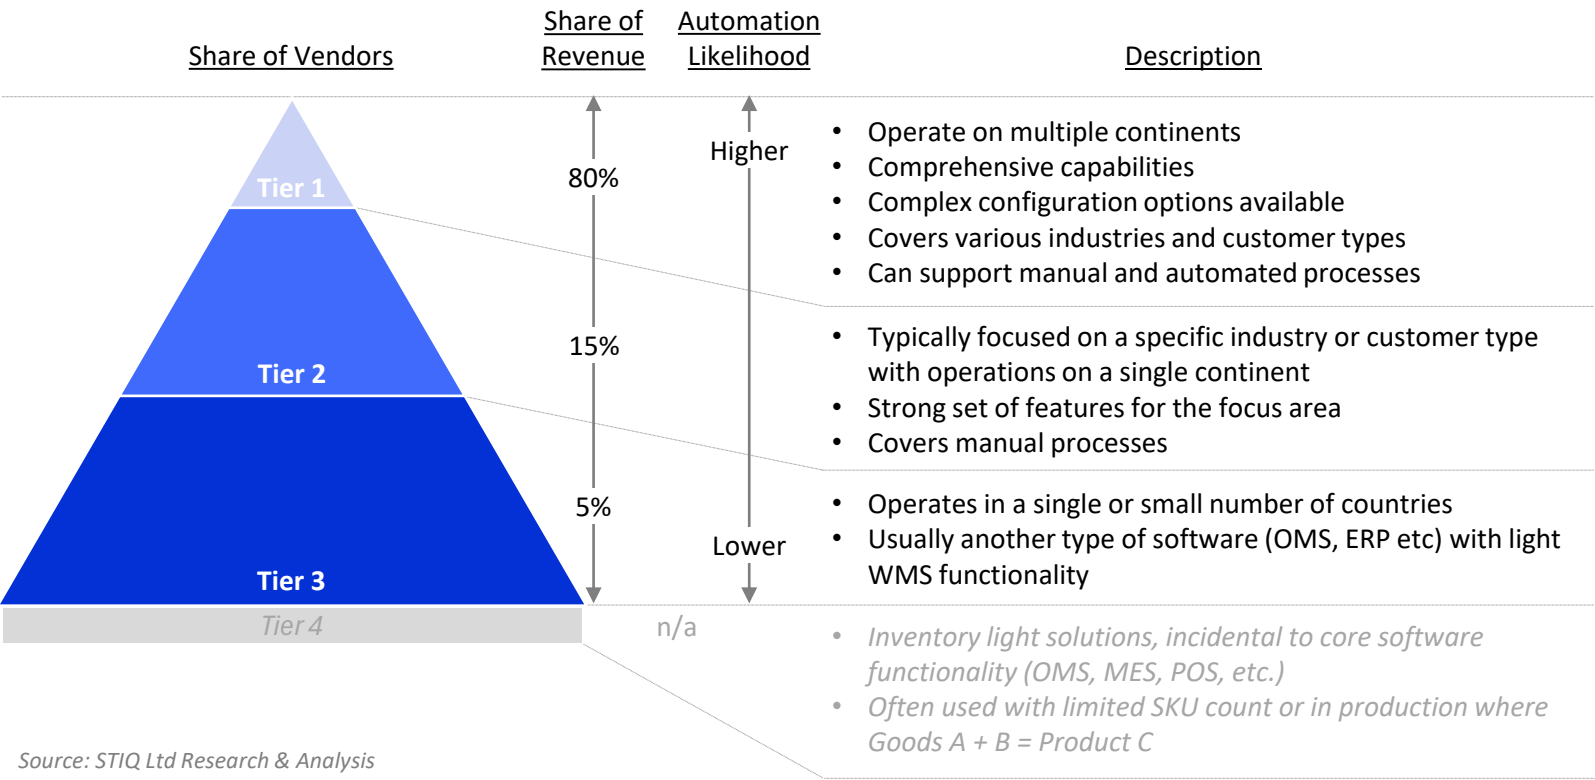 Share of Vendors
Share of
Revenue
Automation
Likelihood
Description
Tier 1
80%
Higher
• Operate on multiple continents
• Comprehensive capabilities
• Complex configuration options available
• Covers various industries and customer types
• Can support manual and automated processes
Tier 2
15%
• Typically focused on a specific industry or customer type
with operations on a single continent
• Strong set of features for the focus area
• Covers manual processes
Tier 3
5%
Lower
• Operates in a single or small number of countries
• Usually another type of software (OMS, ERP etc) with light
WMS functionality
Tier 4
n/a
• Inventory light solutions, incidental to core software
functionality (OMS, MES, POS, etc.)
• Often used with limited SKU count or in production where
Goods A + B = Product C
Source: STIQ Ltd Research & Analysis